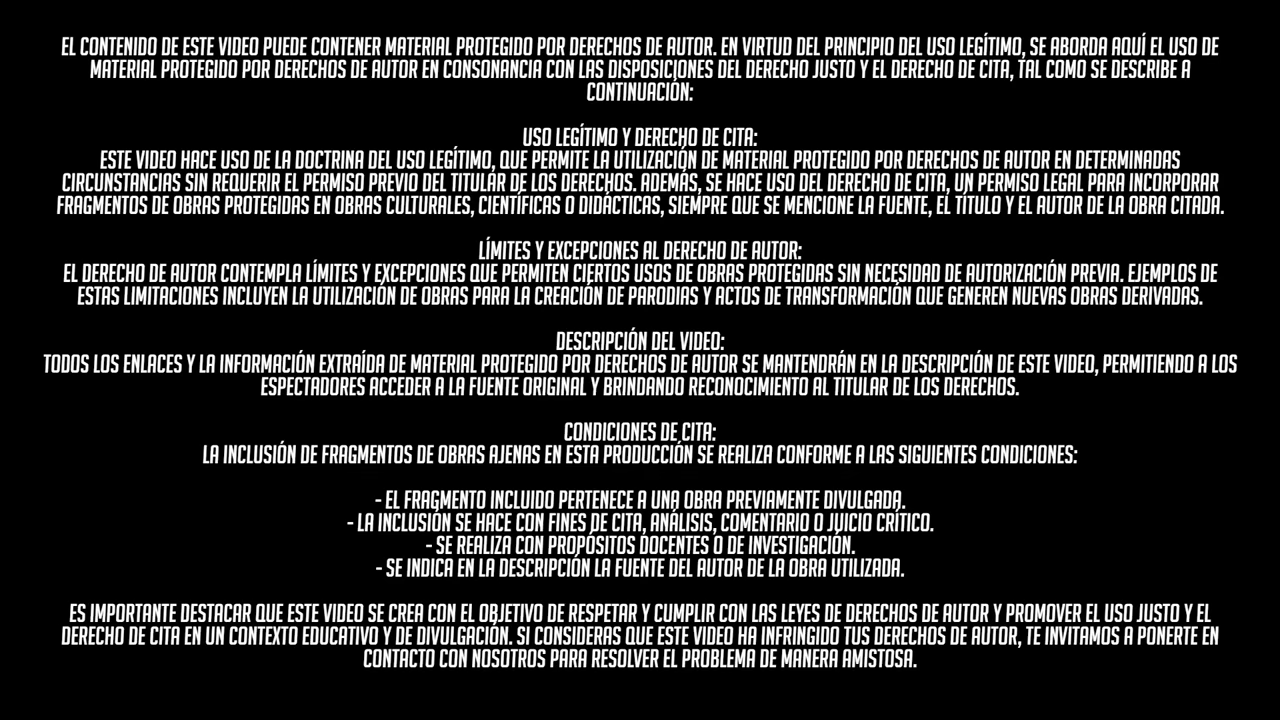 EL CONTENIDO DE ESTE VIDEO PUEDE CONTENER MATERIAL PROTEGIDO POR DERECHOS DE AUTOR. EN VIRTUD DEL PRINCIPIO DEL USO LEGÍTIMO, SE ABORDA AQUÍ EL USO DE
MATERIAL PROTEGIDO POR DERECHOS DE AUTOR EN CONSONANCIA CON LAS DISPOSICIONES DEL DERECHO JUSTO Y EL DERECHO DE CITA, TAL COMO SE DESCRIBE A
CONTINUACIÓN:
USO LEGÍTIMO Y DERECHO DE CITA:
ESTE VIDEO HACE USO DE LA DOCTRINA DEL USO LEGÍTIMO, QUE PERMITE LA UTILIZACIÓN DE MATERIAL PROTEGIDO POR DERECHOS DE AUTOR EN DETERMINADAS
CIRCUNSTANCIAS SIN REQUERIR EL PERMISO PREVIO DEL TITULAR DE LOS DERECHOS. ADEMÁS, SE HACE USO DEL DERECHO DE CITA, UN PERMISO LEGAL PARA INCORPORAR
FRAGMENTOS DE OBRAS PROTEGIDAS EN OBRAS CULTURALES, CIENTÍFICAS O DIDÁCTICAS, SIEMPRE QUE SE MENCIONE LA FUENTE, EL TÍTULO Y EL AUTOR DE LA OBRA CITADA.
LÍMITES Y EXCEPCIONES AL DERECHO DE AUTOR:
EL DERECHO DE AUTOR CONTEMPLA LÍMITES Y EXCEPCIONES QUE PERMITEN CIERTOS USOS DE OBRAS PROTEGIDAS SIN NECESIDAD DE AUTORIZACIÓN PREVIA. EJEMPLOS DE
ESTAS LIMITACIONES INCLUYEN LA UTILIZACIÓN DE OBRAS PARA LA CREACIÓN DE PARODIAS Y ACTOS DE TRANSFORMACIÓN QUE GENEREN NUEVAS OBRAS DERIVADAS.
DESCRIPCIÓN DEL VIDEO:
TODOS LOS ENLACES Y LA INFORMACIÓN EXTRAÍDA DE MATERIAL PROTEGIDO POR DERECHOS DE AUTOR SE MANTENDRÁN EN LA DESCRIPCIÓN DE ESTE VIDEO, PERMITIENDO A LOS
ESPECTADORES ACCEDER A LA FUENTE ORIGINAL Y BRINDANDO RECONOCIMIENTO AL TITULAR DE LOS DERECHOS.
CONDICIONES DE CITA:
LA INCLUSIÓN DE FRAGMENTOS DE OBRAS AJENAS EN ESTA PRODUCCIÓN SE REALIZA CONFORME A LAS SIGUIENTES CONDICIONES:
- EL FRAGMENTO INCLUIDO PERTENECE A UNA OBRA PREVIAMENTE DIVULGADA.
- LA INCLUSIÓN SE HACE CON FINES DE CITA, ANÁLISIS, COMENTARIO O JUICIO CRÍTICO.
- SE REALIZA CON PROPÓSITOS DOCENTES O DE INVESTIGACIÓN.
- SE INDICA EN LA DESCRIPCIÓN LA FUENTE DEL AUTOR DE LA OBRA UTILIZADA.
ES IMPORTANTE DESTACAR QUE ESTE VIDEO SE CREA CON EL OBJETIVO DE RESPETAR Y CUMPLIR CON LAS LEYES DE DERECHOS DE AUTOR Y PROMOVER EL USO JUSTO Y EL
DERECHO DE CITA EN UN CONTEXTO EDUCATIVO Y DE DIVULGACIÓN. SI CONSIDERAS QUE ESTE VIDEO HA INFRINGIDO TUS DERECHOS DE AUTOR, TE INVITAMOS A PONERTE EN
CONTACTO CON NOSOTROS PARA RESOLVER EL PROBLEMA DE MANERA AMISTOSA.